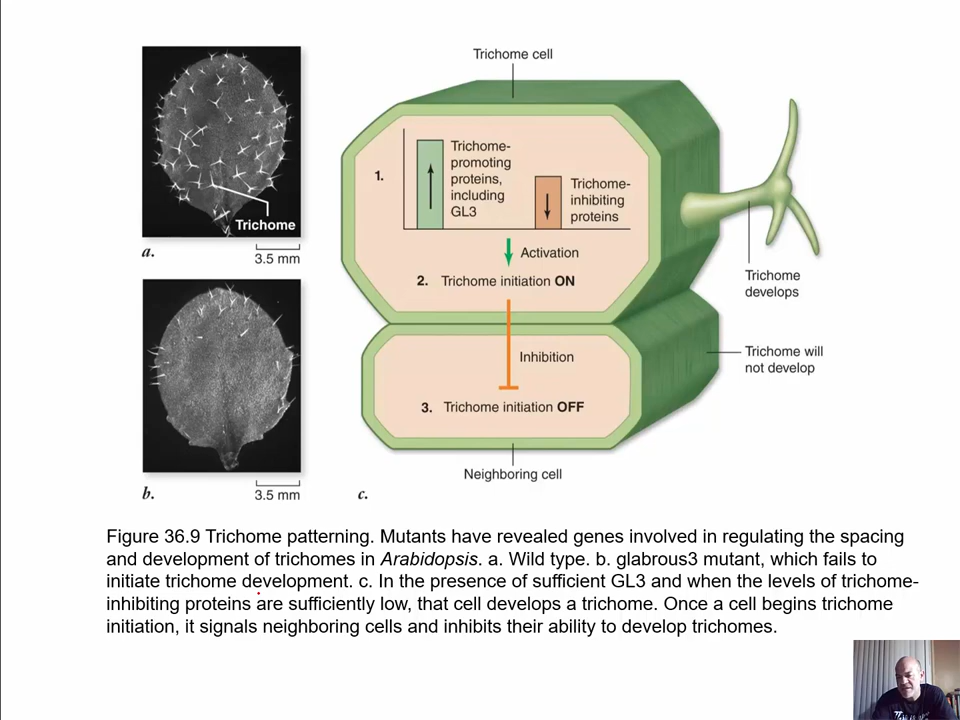 Trichome cell
Trichome
a.
3.5 mm
b.
3.5 mm
1.
Trichome-
promoting
proteins,
including
GL3
Trichome-
inhibiting
proteins
Activation
2. Trichome initiation ON
Inhibition
3. Trichome initiation OFF
Trichome
develops
Trichome will
not develop
Neighboring cell
c.
Figure 36.9 Trichome patterning. Mutants have revealed genes involved in regulating the spacing
and development of trichomes in Arabidopsis. a. Wild type. b. glabrous3 mutant, which fails to
initiate trichome development. c. In the presence of sufficient GL3 and when the levels of trichome-
inhibiting proteins are sufficiently low, that cell develops a trichome. Once a cell begins trichome
initiation, it signals neighboring cells and inhibits their ability to develop trichomes.